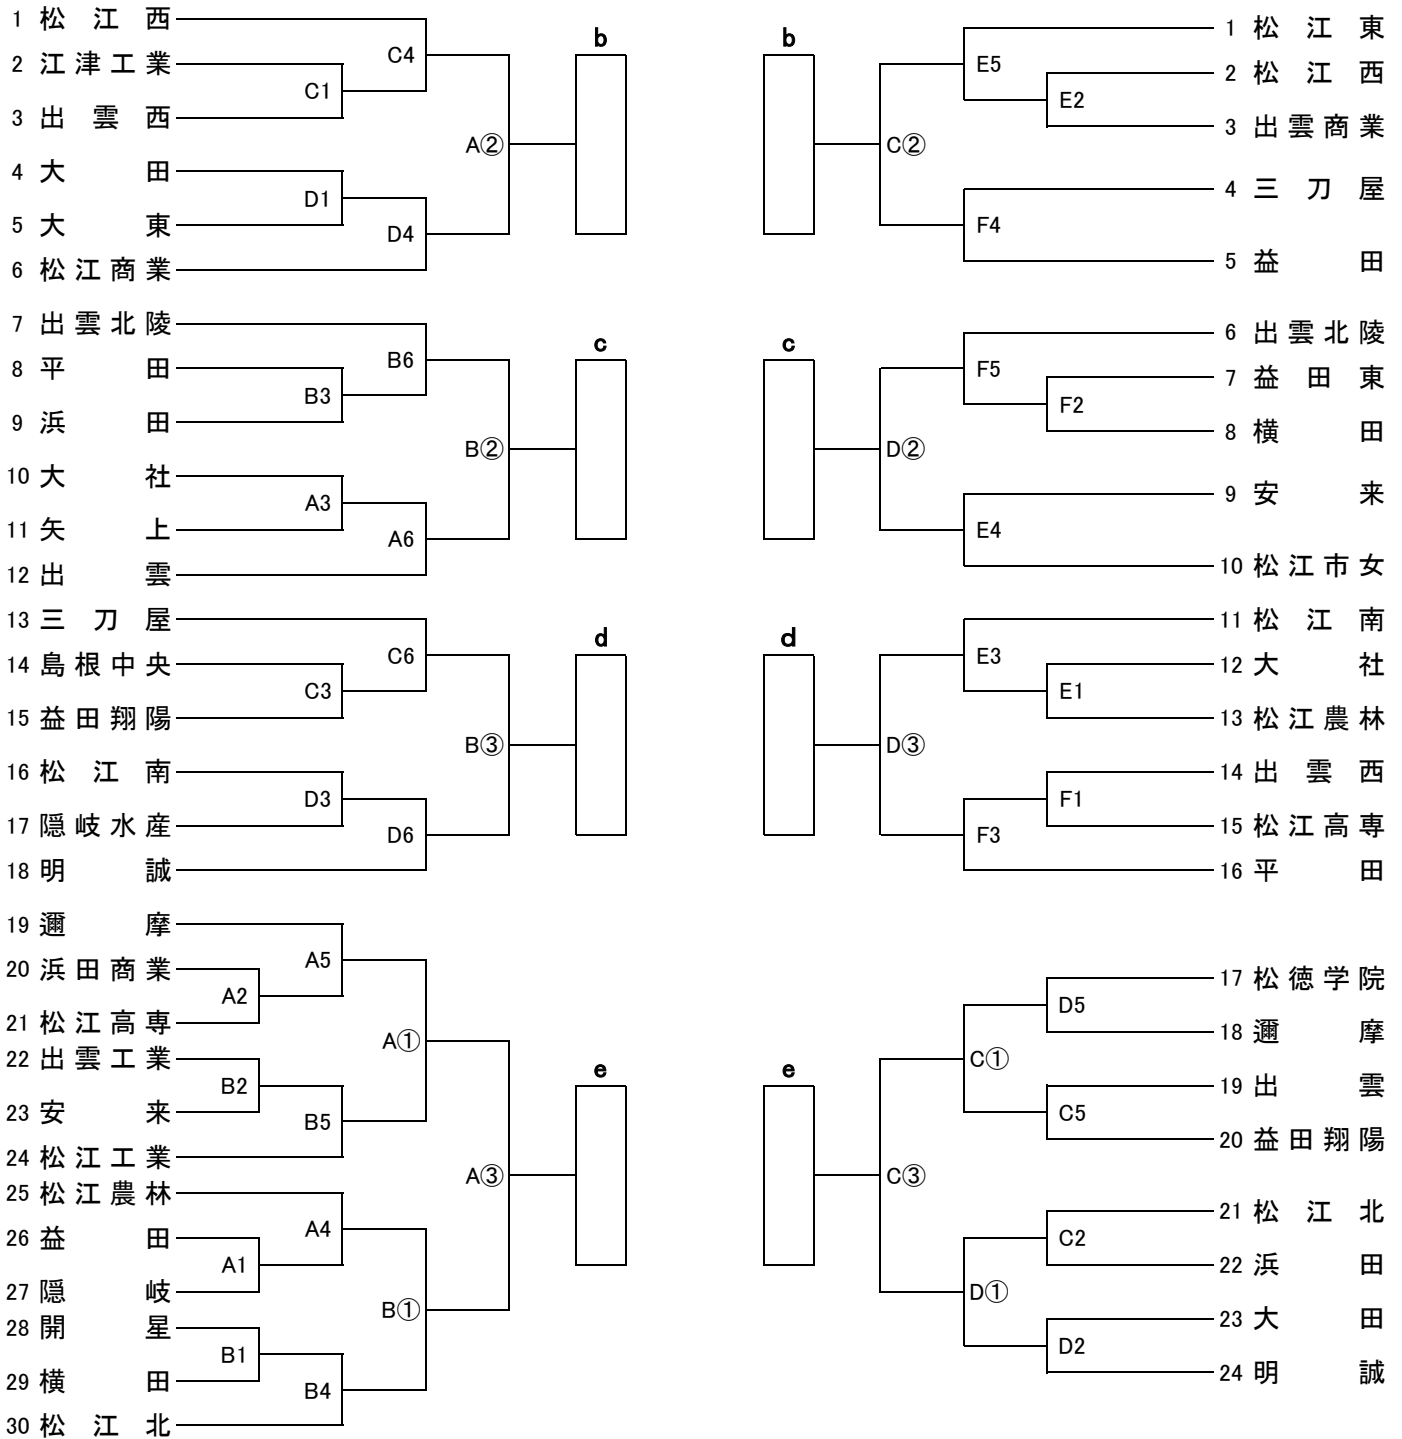 1 松江西
2 江津工業
3 出雲西
4 大田
5 大東
6 松江商業
7 出雲北陵
8 平田
9 浜田
10 大社
11 矢上
12 出雲
13 三刀屋
14 島根中央
15 益田翔陽
16 松江南
17 隠岐水産
18 明誠
19 邇摩
20 浜田商業
21 松江高専
22 出雲工業
23 安来
24 松江工業
25 松江農林
26 益田
27 隠岐
28 開星
29 横田
30 松江北
C1
D1
B3
A3
C3
D3
A2
B2
A1
B1
C4
D4
B6
A6
C6
D6
A5
B5
A4
B4
A①
B①
A②
B②
B③
A③
b
c
d
e
b
c
d
e
C②
D②
D③
C③
C①
D①
E5
F4
F5
E4
E3
F3
D5
C5
C2
D2
E2
F2
E1
F1
1 松江東
2 松江西
3 出雲商業
4 三刀屋
5 益田
6 出雲北陵
7 益田東
8 横田
9 安来
10 松江市女
11 松江南
12 大社
13 松江農林
14 出雲西
15 松江高専
16 平田
17 松徳学院
18 邇摩
19 出雲
20 益田翔陽
21 松江北
22 浜田
23 大田
24 明誠